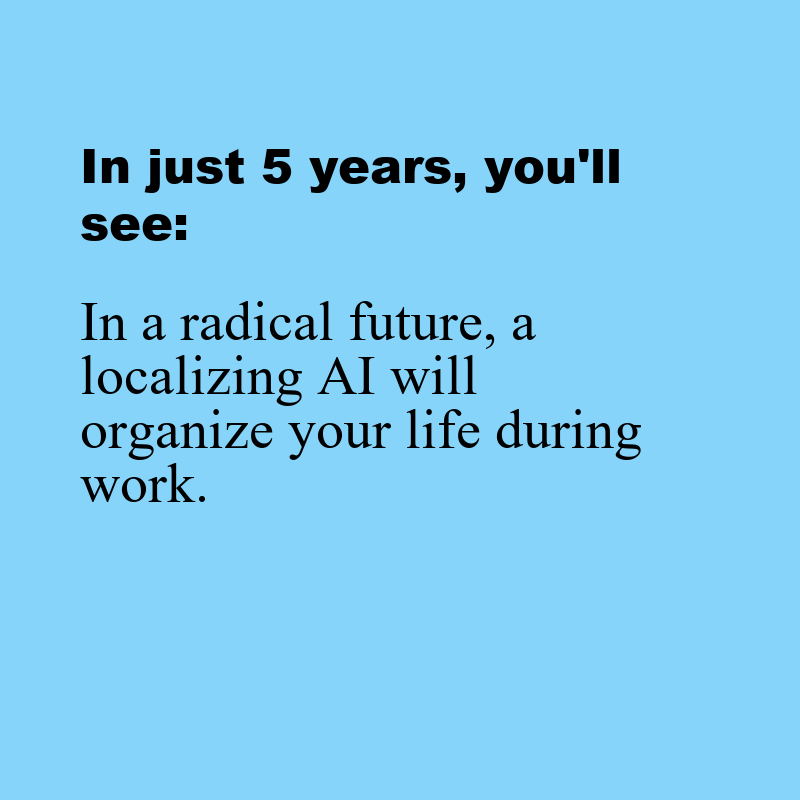 In just 5 years, you'll
see:
In a radical future, a
localizing AI will
organize your life during
work.